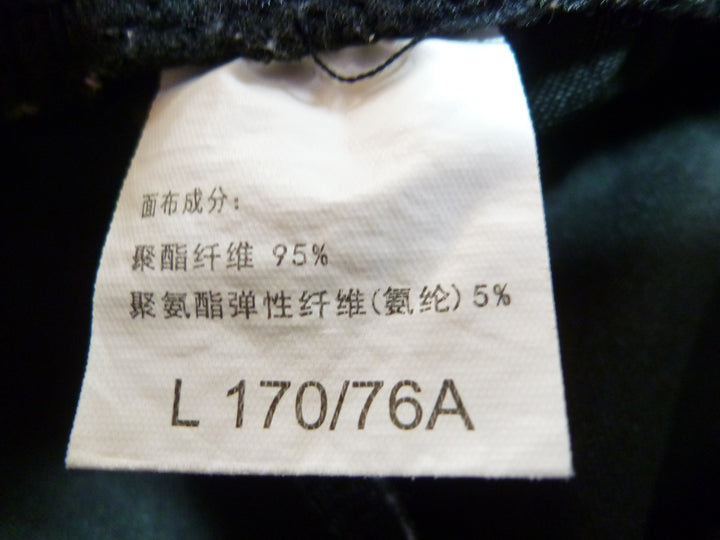 面布成分:
聚酯纤维 95%
聚氨酯弹性纤维(氨纶)5%
L 170/76A